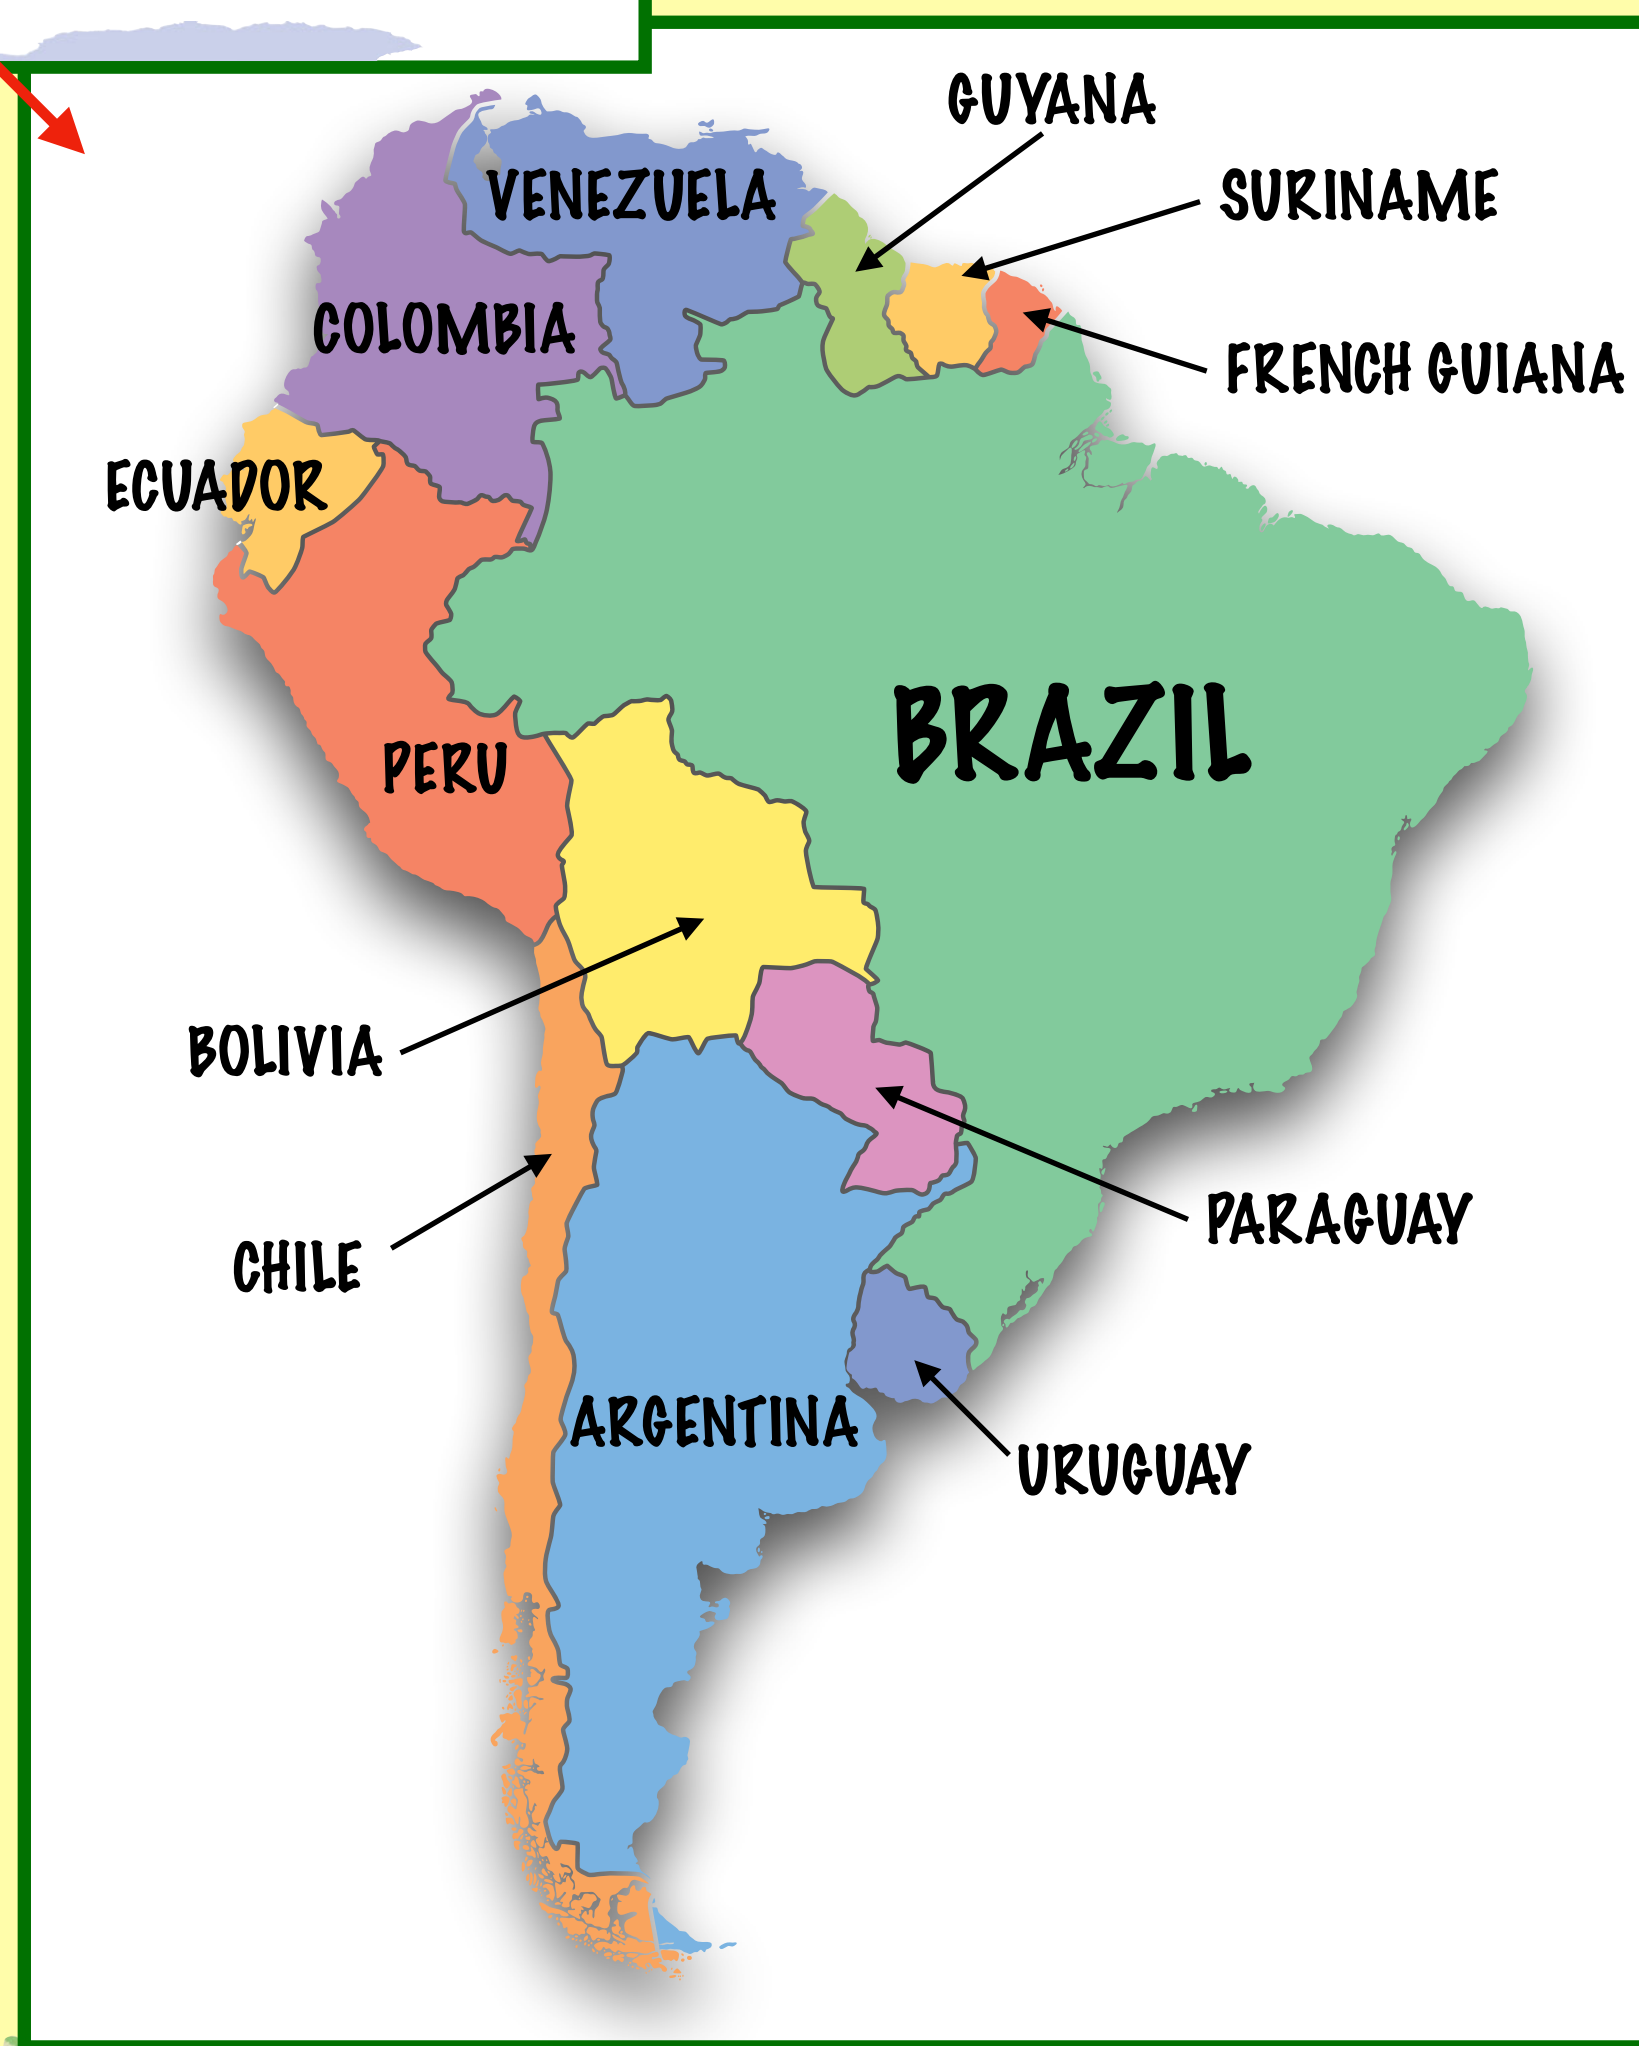 GUYANA
SURINAME
VENEZUELA
COLOMBIA
FRENCH GUIANA
ECUADOR
BRAZIL
PERU
BOLIVIA
PARAGUAY
CHILE
ARGENTINA
URUGUAY